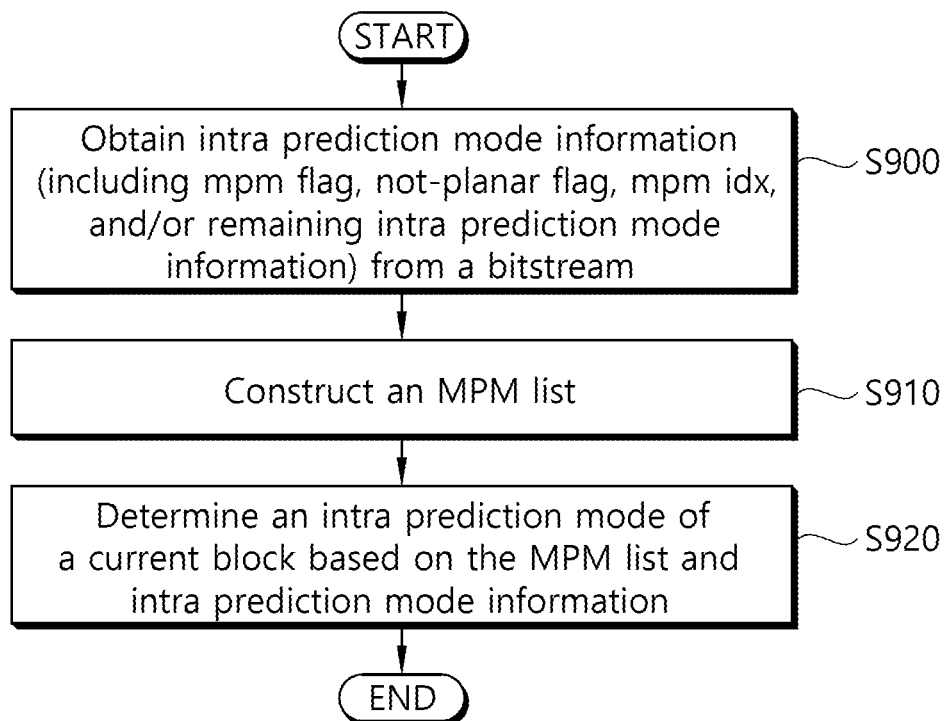 START
Obtain intra prediction mode information
(including mpm flag, not-planar flag, mpm idx,
and/or remaining intra prediction mode
information) from a bitstream
S900
Construct an MPM list
S910
Determine an intra prediction mode of
a current block based on the MPM list and
intra prediction mode information
S920
END